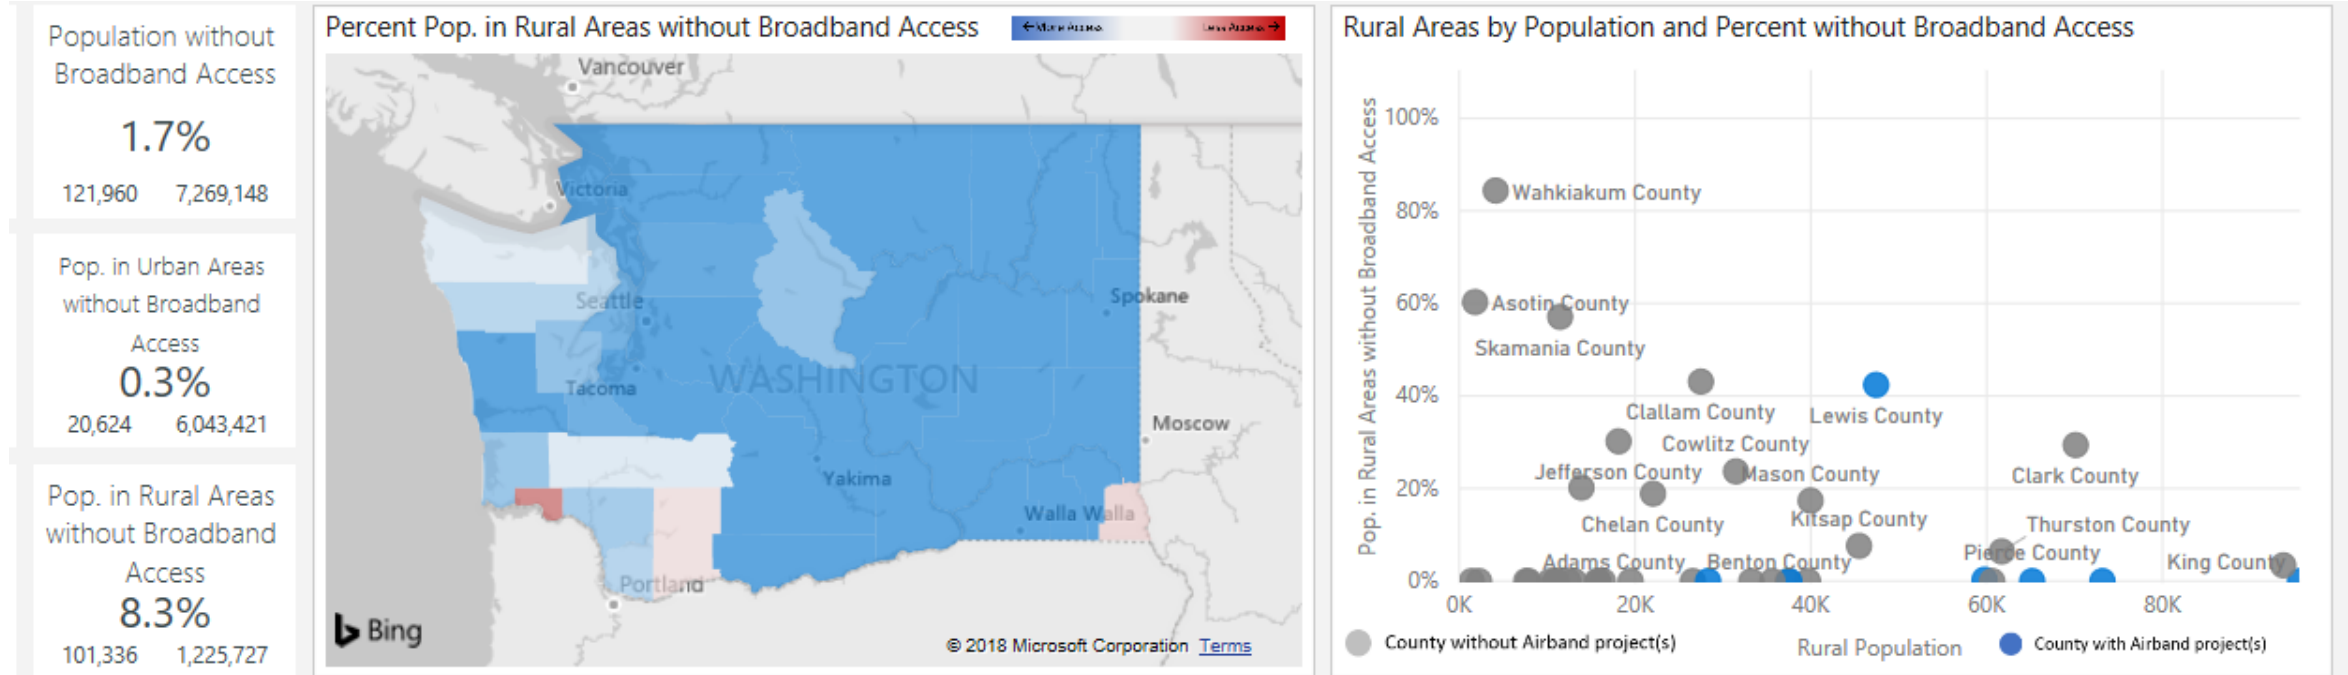 Population without
Broadband Access
1.7%
121,960 7,269,148
Pop. in Urban Areas
without Broadband
Access
0.3%
20,624 6,043,421
Pop. in Rural Areas
without Broadband
Access
8.3%
101,336 1,225,727
Percent Pop. in Rural Areas without Broadband Access
←More Access
Less Access →
Vancouver
Victoria
Seattle
Spokane
Tacoma
WASHINGTON
Moscow
Yakima
Walla Walla
Portland
Bing
© 2018 Microsoft Corporation Terms
Rural Areas by Population and Percent without Broadband Access
Pop. in Rural Areas without Broadband Access
100%
80%
60%
40%
20%
0%
Wahkiakum County
Asotin County
Skamania County
Clallam County
Lewis County
Cowlitz County
Jefferson County
Mason County
Clark County
Chelan County
Kitsap County
Thurston County
Pierce County
Adams County
Benton County
King County
0K 20K 40K 60K 80K
County without Airband project(s)
Rural Population
County with Airband project(s)